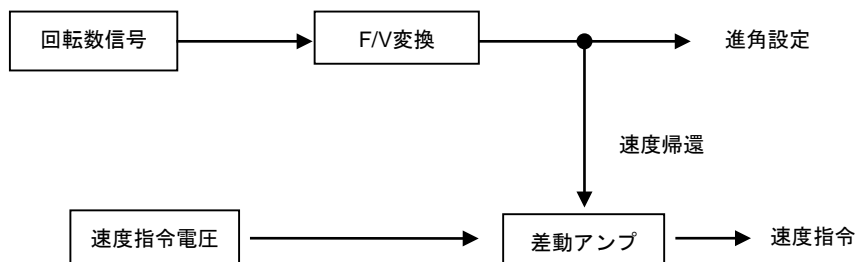 回転数信号
F/V変換
進角設定
速度帰還
速度指令電圧
差動アンプ
速度指令